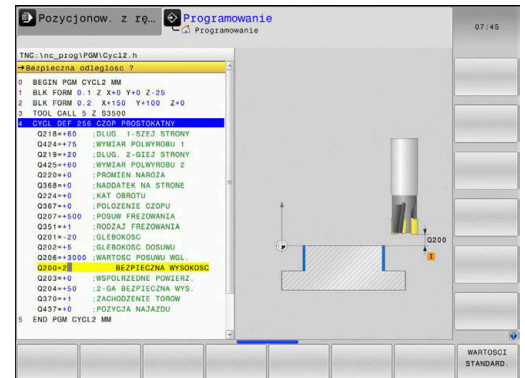 Pozycjonow. z rę…
Programowanie
Programowanie
07:45
TNC:\nc_prog\PGM\Cycl2.h
→Bezpieczna odleglosc ?
0 BEGIN PGM CYCL2 MM
1 BLK FORM 0.1 Z X+0 Y+0 Z-25
2 BLK FORM 0.2 X+150 Y+100 Z+0
3 TOOL CALL 5 Z S3500
4 CYCL DEF 256 CZOP PROSTOKATNY
Q218=+60 ;DLUG. 1-SZEJ STRONY
Q424=+75 ;WYMIAR POLWYROBU 1
Q219=+20 ;DLUG. 2-GIEJ STRONY
Q425=+60 ;WYMIAR POLWYROBU 2
Q220=+0 ;PROMIEN NAROZA
Q368=+0 ;NADDATEK NA STRONE
Q224=+0 ;KAT OBROTU
Q367=+0 ;POLOZENIE CZOPU
Q207=+500 ;POSUW FREZOWANIA
Q351=+1 ;RODZAJ FREZOWANIA
Q201=-20 ;GLEBOKOSC
Q202=+5 ;GLEBOKOSC DOSUWU
Q206=+3000 ;WARTOSC POSUWU WGL.
Q200=2 BEZPIECZNA WYSOKOSC
Q203=+0 ;WSPOLRZEDNE POWIERZ.
Q204=+50 ;2-GA BEZPIECZNA WYS.
Q370=+1 ;ZACHODZENIE TOROW
Q437=+0 ;POZYCJA NAJAZDU
5 END PGM CYCL2 MM
Q200
I
WARTOSCI
STANDARD.